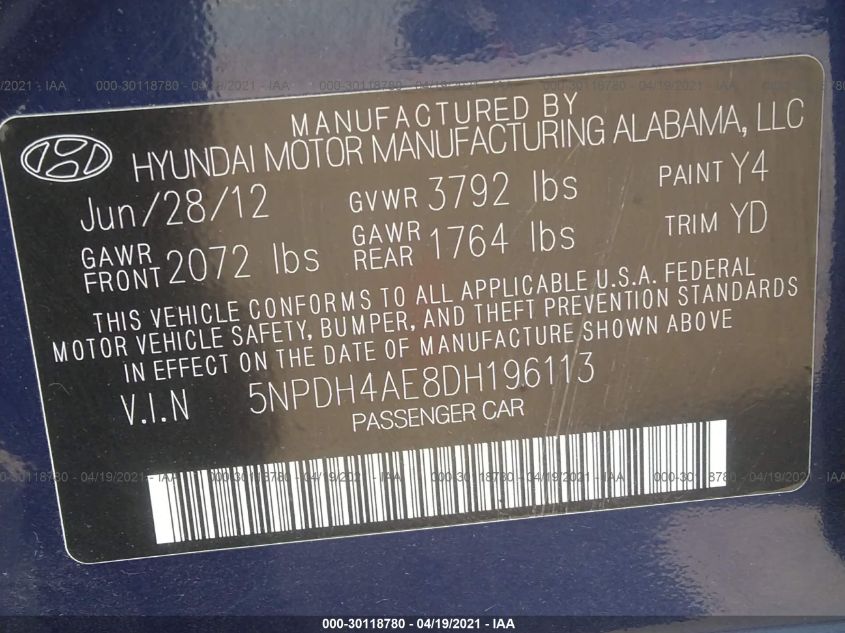 MANUFACTURED BY
HYUNDAI MOTOR MANUFACTURING ALABAMA, LLC
Jun/28/12 GVWR 3792 lbs PAINT Y4
GAWR FRONT 2072 lbs GAWR REAR 1764 lbs TRIM YD
THIS VEHICLE CONFORMS TO ALL APPLICABLE U.S.A. FEDERAL
MOTOR VEHICLE SAFETY, BUMPER, AND THEFT PREVENTION STANDARDS
IN EFFECT ON THE DATE OF MANUFACTURE SHOWN ABOVE
V.I.N 5NPDH4AE8DH196113
PASSENGER CAR
000-30118780 - 04/19/2021 - IAA